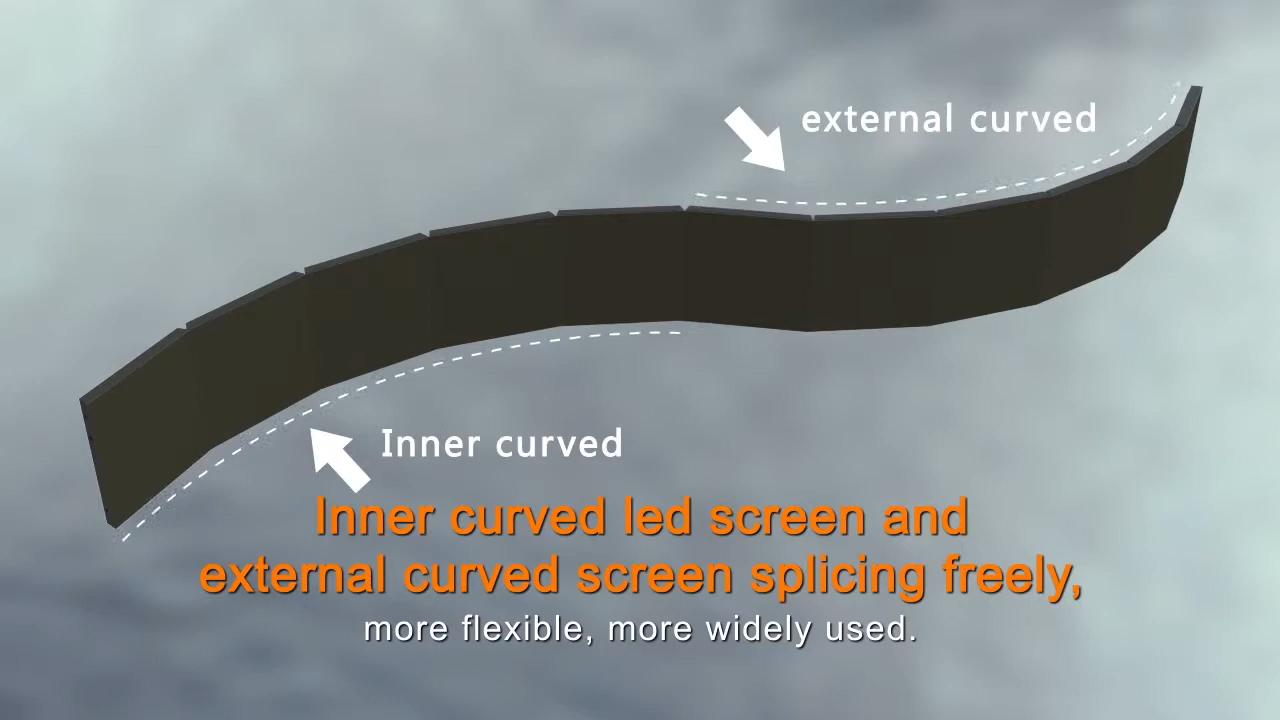 external curved
Inner curved
Inner curved led screen and
external curved screen splicing freely,
more flexible, more widely used.